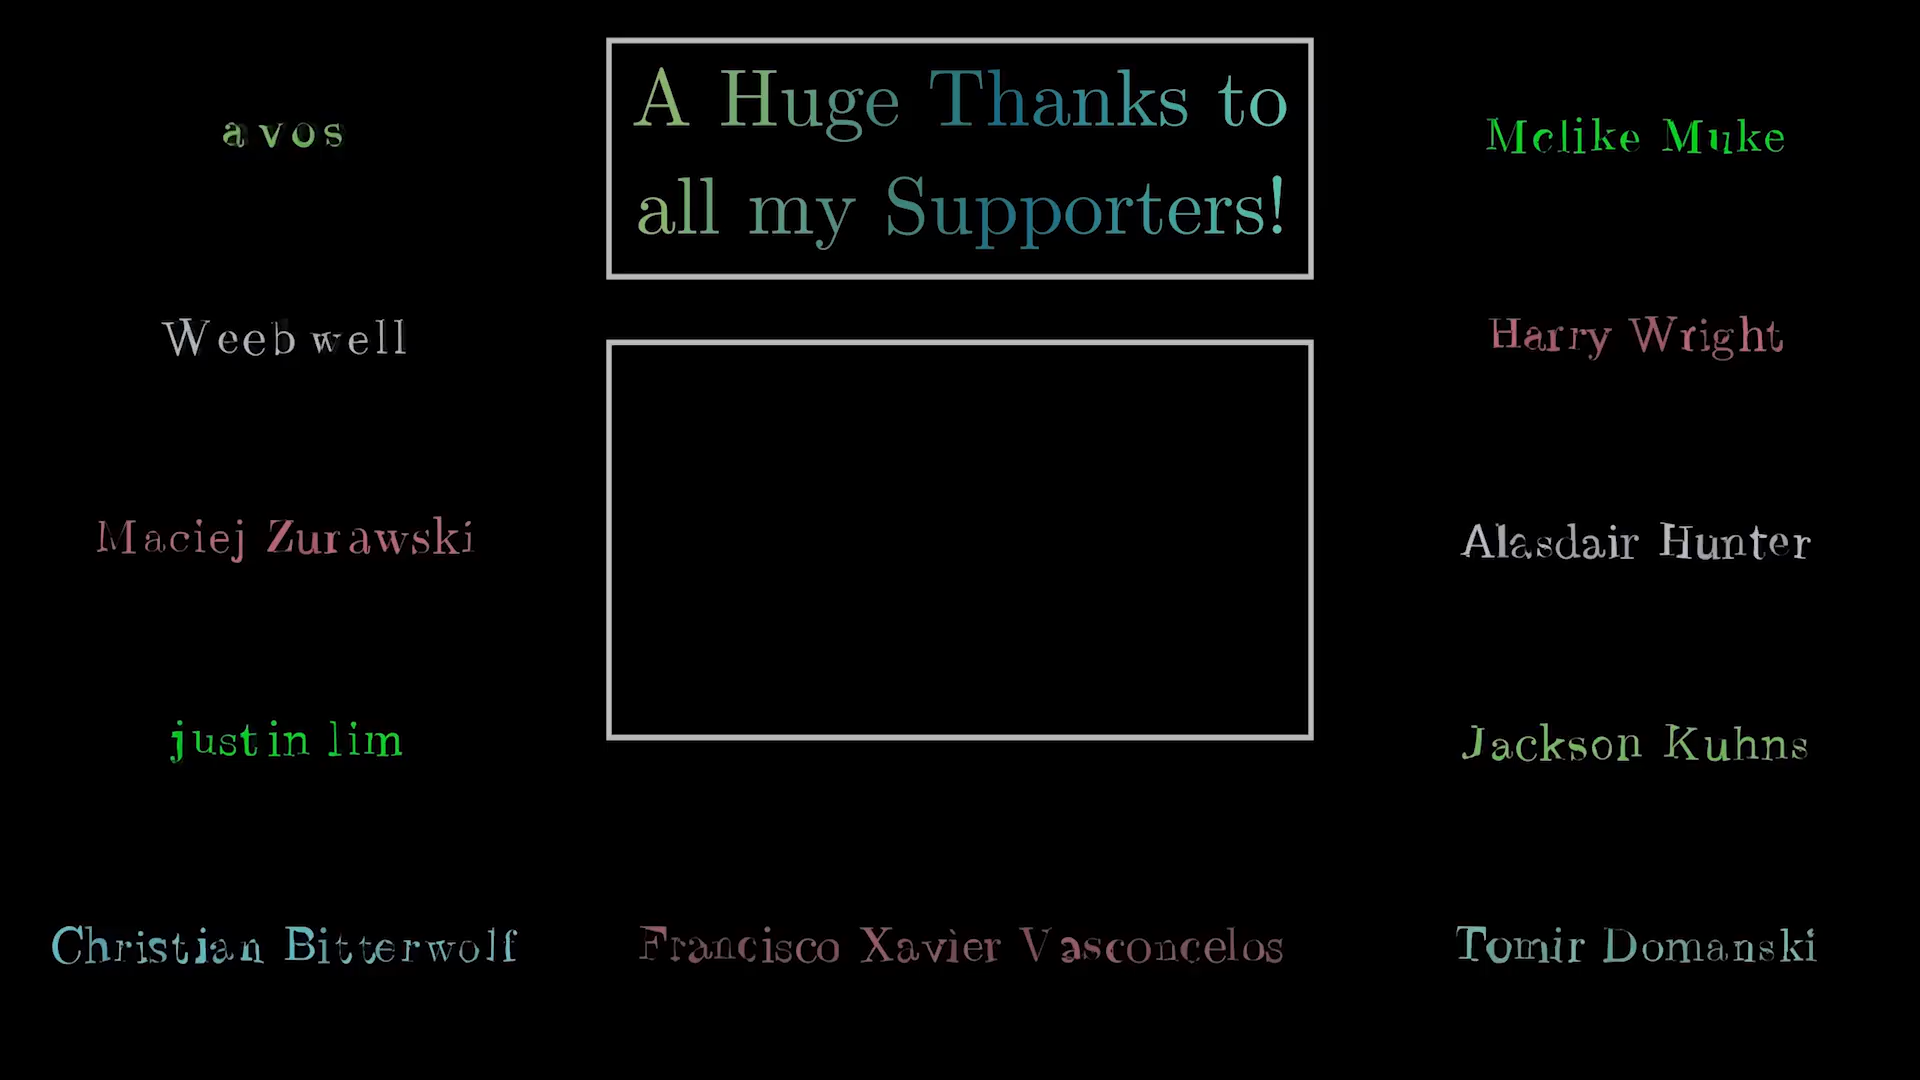 A Huge Thanks to
all my Supporters!
avos
Weeb well
Maciej Zurawski
justin lim
Christian Bitterwolf
Francisco Xavier Vasconcelos
Mclike Muke
Harry Wright
Alasdair Hunter
Jackson Kuhns
Tomir Domanski